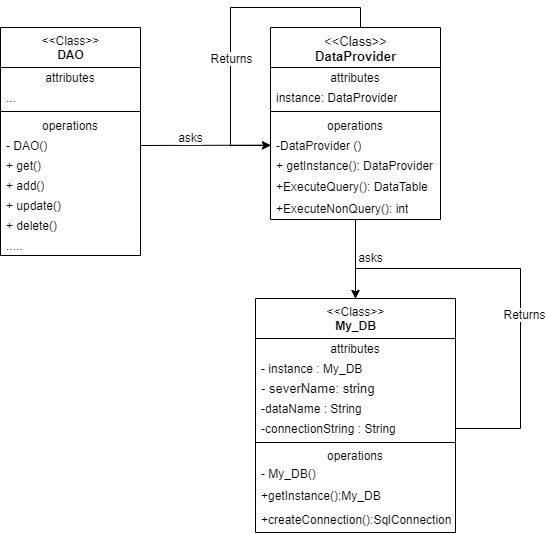 <<Class>>
DAO
attributes
...
operations
- DAO()
+ get()
+ add()
+ update()
+ delete()
.....
asks
Returns
<<Class>>
DataProvider
attributes
instance: DataProvider
operations
-DataProvider ()
+ getInstance(): DataProvider
+ExecuteQuery(): DataTable
+ExecuteNonQuery(): int
asks
Returns
<<Class>>
My_DB
attributes
- instance : My_DB
- severName: string
-dataName : String
-connectionString : String
operations
- My_DB()
+getInstance():My_DB
+createConnection():SqlConnection